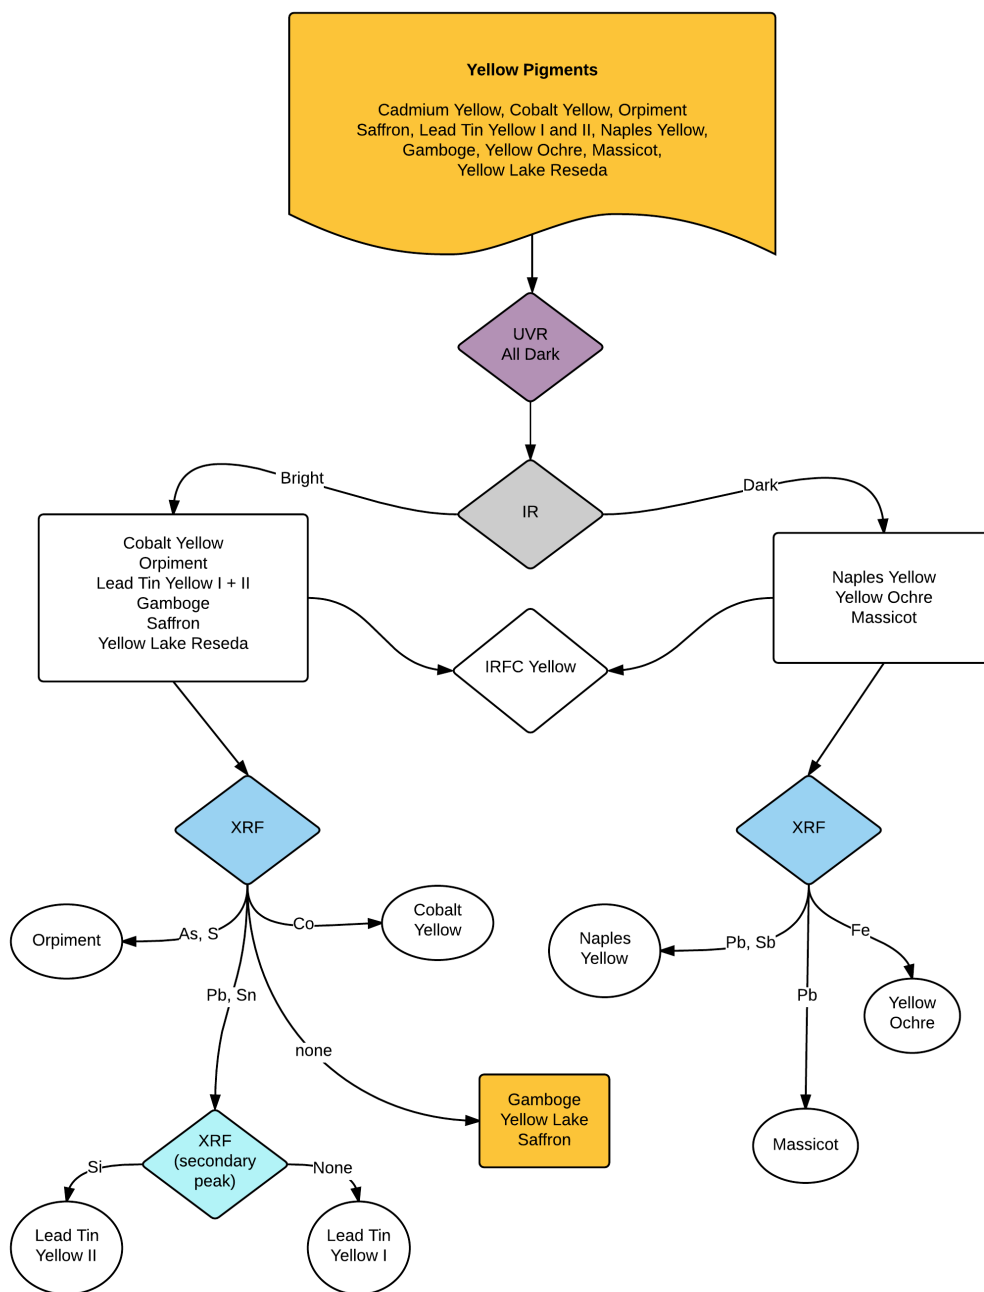 Yellow Pigments
Cadmium Yellow, Cobalt Yellow, Orpiment
Saffron, Lead Tin Yellow I and II, Naples Yellow,
Gamboge, Yellow Ochre, Massicot,
Yellow Lake Reseda
UVR
All Dark
Bright
Dark
IR
Cobalt Yellow
Orpiment
Lead Tin Yellow I + II
Gamboge
Saffron
Yellow Lake Reseda
IRFC Yellow
Naples Yellow
Yellow Ochre
Massicot
XRF
XRF
Orpiment
As, S
Co
Cobalt
Yellow
Naples
Yellow
Pb, Sb
Fe
Pb, Sn
Pb
Yellow
Ochre
none
Gamboge
Yellow Lake
Saffron
Massicot
XRF
(secondary
peak)
Si
None
Lead Tin
Yellow II
Lead Tin
Yellow I